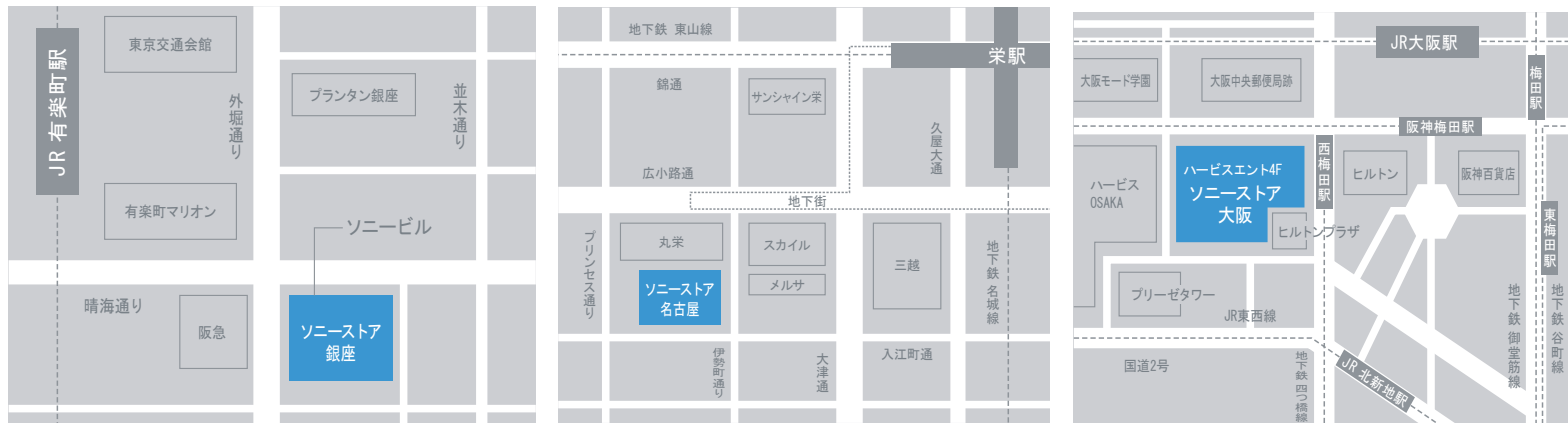 東京交通会館
JR 有楽町駅
外堀通り
プランタン銀座
並木通り
有楽町マリオン
ソニービル
晴海通り
阪急
ソニーストア
銀座
地下鉄 東山線
栄駅
錦通
サンシャイン栄
久屋大通
広小路通
地下街
プリンセス通り
丸栄
スカイル
三越
地下鉄 名城線
ソニーストア
名古屋
メルサ
伊勢町通り
大津通
入江町通
JR大阪駅
梅田駅
大阪モード学園
大阪中央郵便局跡
阪神梅田駅
西梅田駅
ハービス
OSAKA
ハービスエント4F
ソニーストア
大阪
ヒルトン
阪神百貨店
ヒルトンプラザ
東梅田駅
ブリーゼタワー
JR東西線
国道2号
地下鉄 四つ橋線
JR 北新地駅
地下鉄 御堂筋線
地下鉄 谷町線